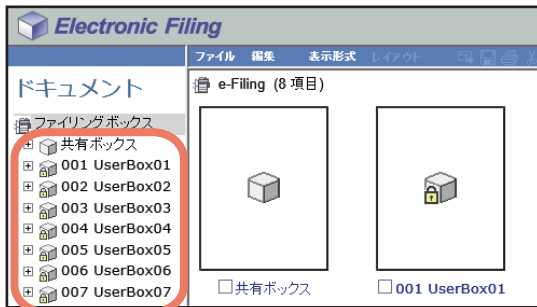 Electronic Filing
ファイル 編集 表示形式 レイアウト
ドキュメント
ファイリングボックス
共有ボックス
001 UserBox01
002 UserBox02
003 UserBox03
004 UserBox04
005 UserBox05
006 UserBox06
007 UserBox07
e-Filing (8 項目)
共有ボックス
001 UserBox01